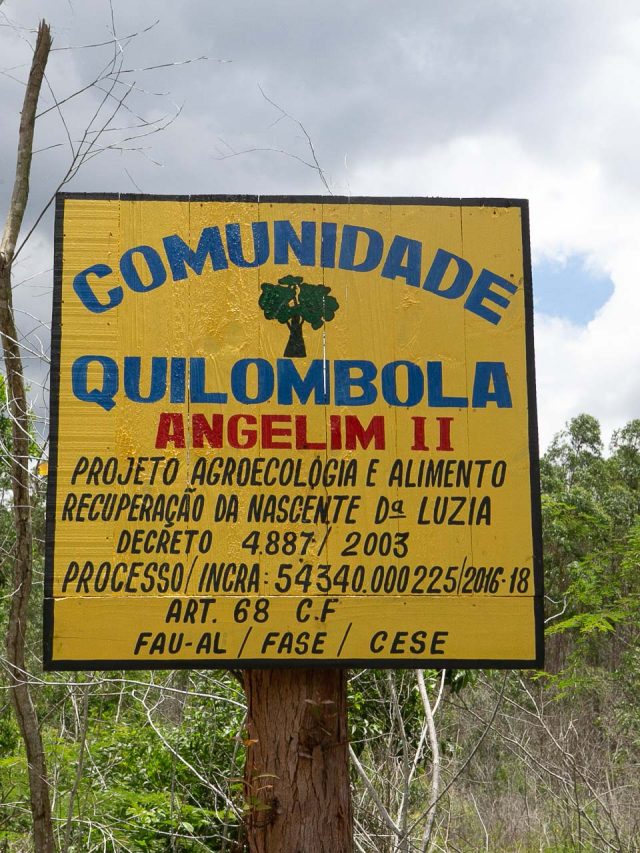 COMUNIDADE
QUILOMBOLA
ANGELIM II
PROJETO AGROECOLOGIA E ALIMENTO
RECUPERAÇÃO DA NASCENTE Dª LUZIA
DECRETO 4.887/2003
PROCESSO/INCRA: 54340.000225/2016-18
ART. 68 C.F
FAU-AL/FASE/CESE